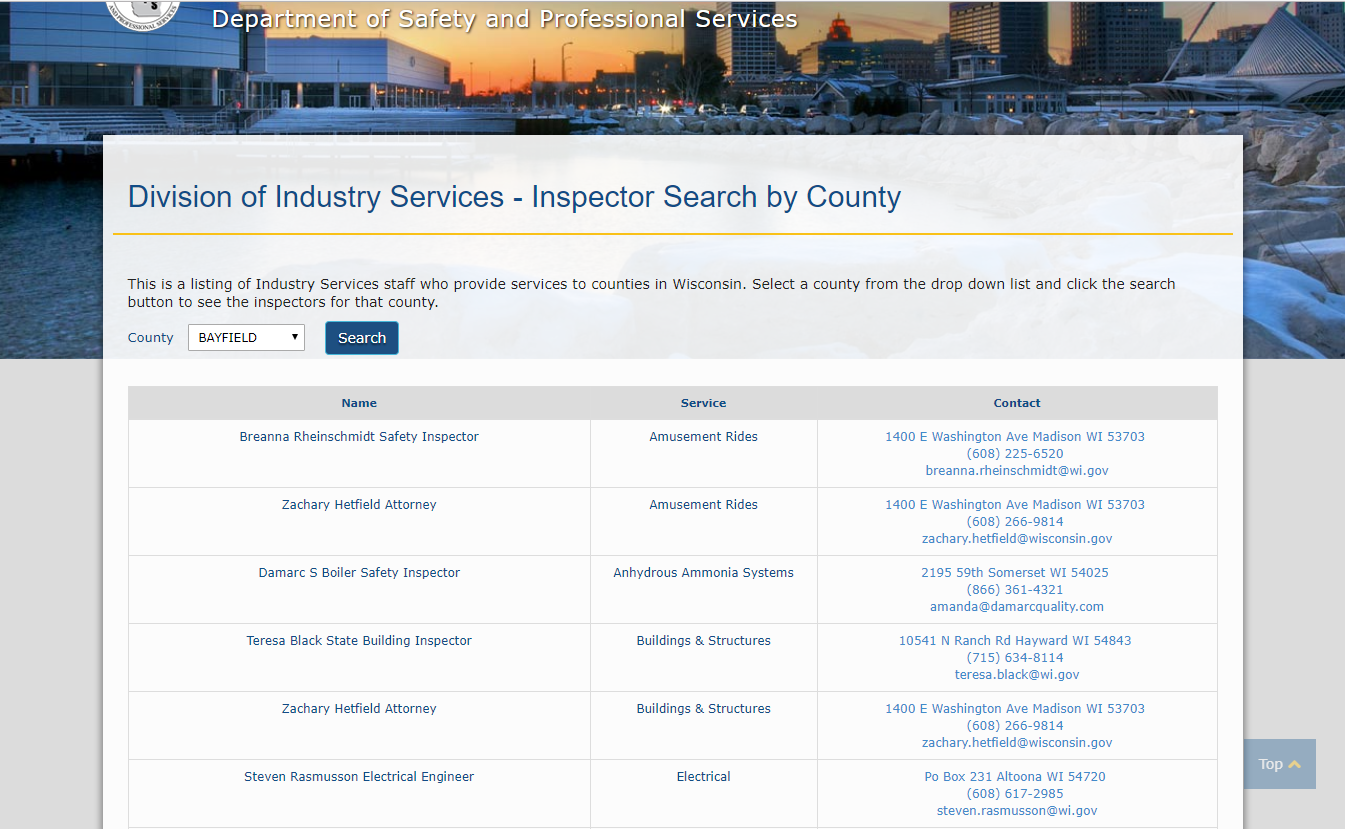 AND PROFESSIONAL SERVICES
Department of Safety and Professional Services
Division of Industry Services - Inspector Search by County
This is a listing of Industry Services staff who provide services to counties in Wisconsin. Select a county from the drop down list and click the search
button to see the inspectors for that county.
County BAYFIELD Search
Name Service Contact
Breanna Rheinschmidt Safety Inspector Amusement Rides 1400 E Washington Ave Madison WI 53703
(608) 225-6520
breanna.rheinschmidt@wi.gov
Zachary Hetfield Attorney Amusement Rides 1400 E Washington Ave Madison WI 53703
(608) 266-9814
zachary.hetfield@wisconsin.gov
Damarc S Boiler Safety Inspector Anhydrous Ammonia Systems 2195 59th Somerset WI 54025
(866) 361-4321
amanda@damarcquality.com
Teresa Black State Building Inspector Buildings & Structures 10541 N Ranch Rd Hayward WI 54843
(715) 634-8114
teresa.black@wi.gov
Zachary Hetfield Attorney Buildings & Structures 1400 E Washington Ave Madison WI 53703
(608) 266-9814
zachary.hetfield@wisconsin.gov
Steven Rasmusson Electrical Engineer Electrical Po Box 231 Altoona WI 54720
(608) 617-2985
steven.rasmusson@wi.gov
Top